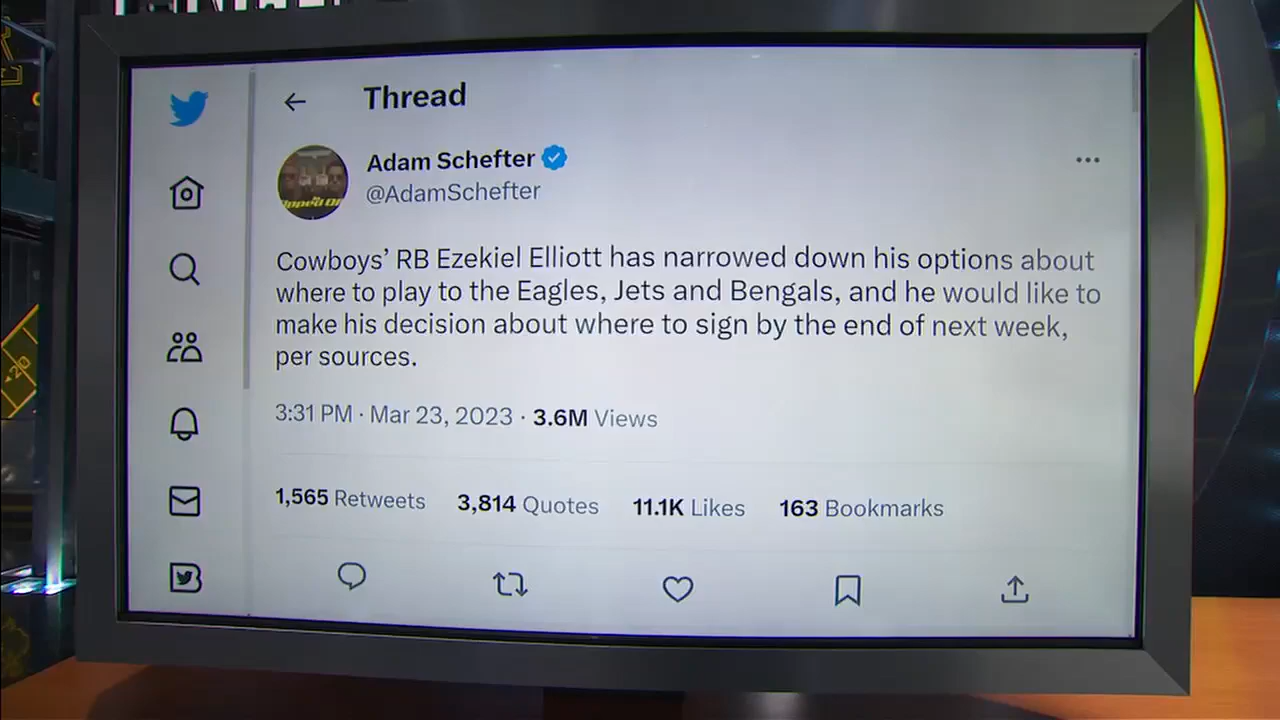 Thread
Adam Schefter
@AdamSchefter
Cowboys’ RB Ezekiel Elliott has narrowed down his options about
where to play to the Eagles, Jets and Bengals, and he would like to
make his decision about where to sign by the end of next week,
per sources.
3:31 PM · Mar 23, 2023 · 3.6M Views
1,565 Retweets 3,814 Quotes 11.1K Likes 163 Bookmarks